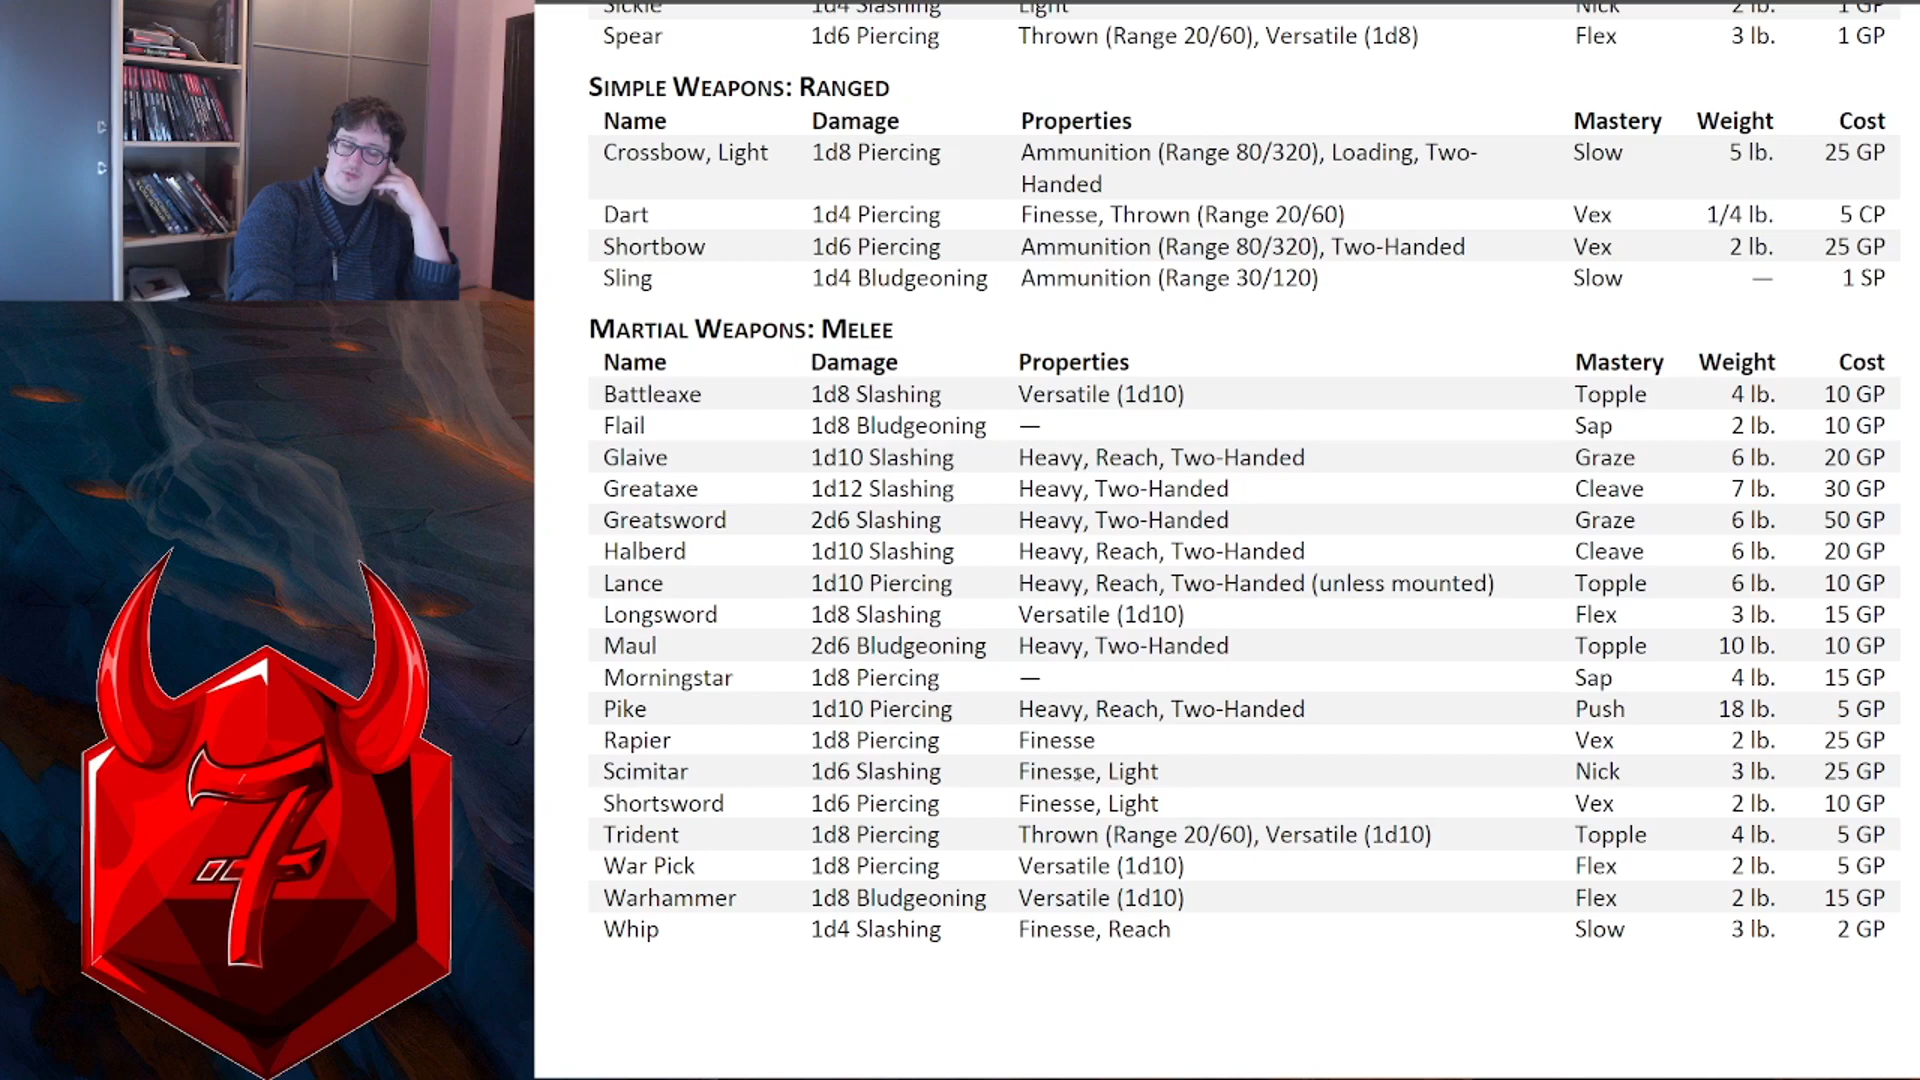 Sickle 1d4 Slashing Light Nick 2 lb. 1 GP
Spear 1d6 Piercing Thrown (Range 20/60), Versatile (1d8) Flex 3 lb. 1 GP
SIMPLE WEAPONS: RANGED
Name Damage Properties Mastery Weight Cost
Crossbow, Light 1d8 Piercing Ammunition (Range 80/320), Loading, Two- Slow 5 lb. 25 GP
Handed
Dart 1d4 Piercing Finesse, Thrown (Range 20/60) Vex 1/4 lb. 5 CP
Shortbow 1d6 Piercing Ammunition (Range 80/320), Two-Handed Vex 2 lb. 25 GP
Sling 1d4 Bludgeoning Ammunition (Range 30/120) Slow — 1 SP
MARTIAL WEAPONS: MELEE
Name Damage Properties Mastery Weight Cost
Battleaxe 1d8 Slashing Versatile (1d10) Topple 4 lb. 10 GP
Flail 1d8 Bludgeoning — Sap 2 lb. 10 GP
Glaive 1d10 Slashing Heavy, Reach, Two-Handed Graze 6 lb. 20 GP
Greataxe 1d12 Slashing Heavy, Two-Handed Cleave 7 lb. 30 GP
Greatsword 2d6 Slashing Heavy, Two-Handed Graze 6 lb. 50 GP
Halberd 1d10 Slashing Heavy, Reach, Two-Handed Cleave 6 lb. 20 GP
Lance 1d10 Piercing Heavy, Reach, Two-Handed (unless mounted) Topple 6 lb. 10 GP
Longsword 1d8 Slashing Versatile (1d10) Flex 3 lb. 15 GP
Maul 2d6 Bludgeoning Heavy, Two-Handed Topple 10 lb. 10 GP
Morningstar 1d8 Piercing — Sap 4 lb. 15 GP
Pike 1d10 Piercing Heavy, Reach, Two-Handed Push 18 lb. 5 GP
Rapier 1d8 Piercing Finesse Vex 2 lb. 25 GP
Scimitar 1d6 Slashing Finesse, Light Nick 3 lb. 25 GP
Shortsword 1d6 Piercing Finesse, Light Vex 2 lb. 10 GP
Trident 1d8 Piercing Thrown (Range 20/60), Versatile (1d10) Topple 4 lb. 5 GP
War Pick 1d8 Piercing Versatile (1d10) Flex 2 lb. 5 GP
Warhammer 1d8 Bludgeoning Versatile (1d10) Flex 2 lb. 15 GP
Whip 1d4 Slashing Finesse, Reach Slow 3 lb. 2 GP
7